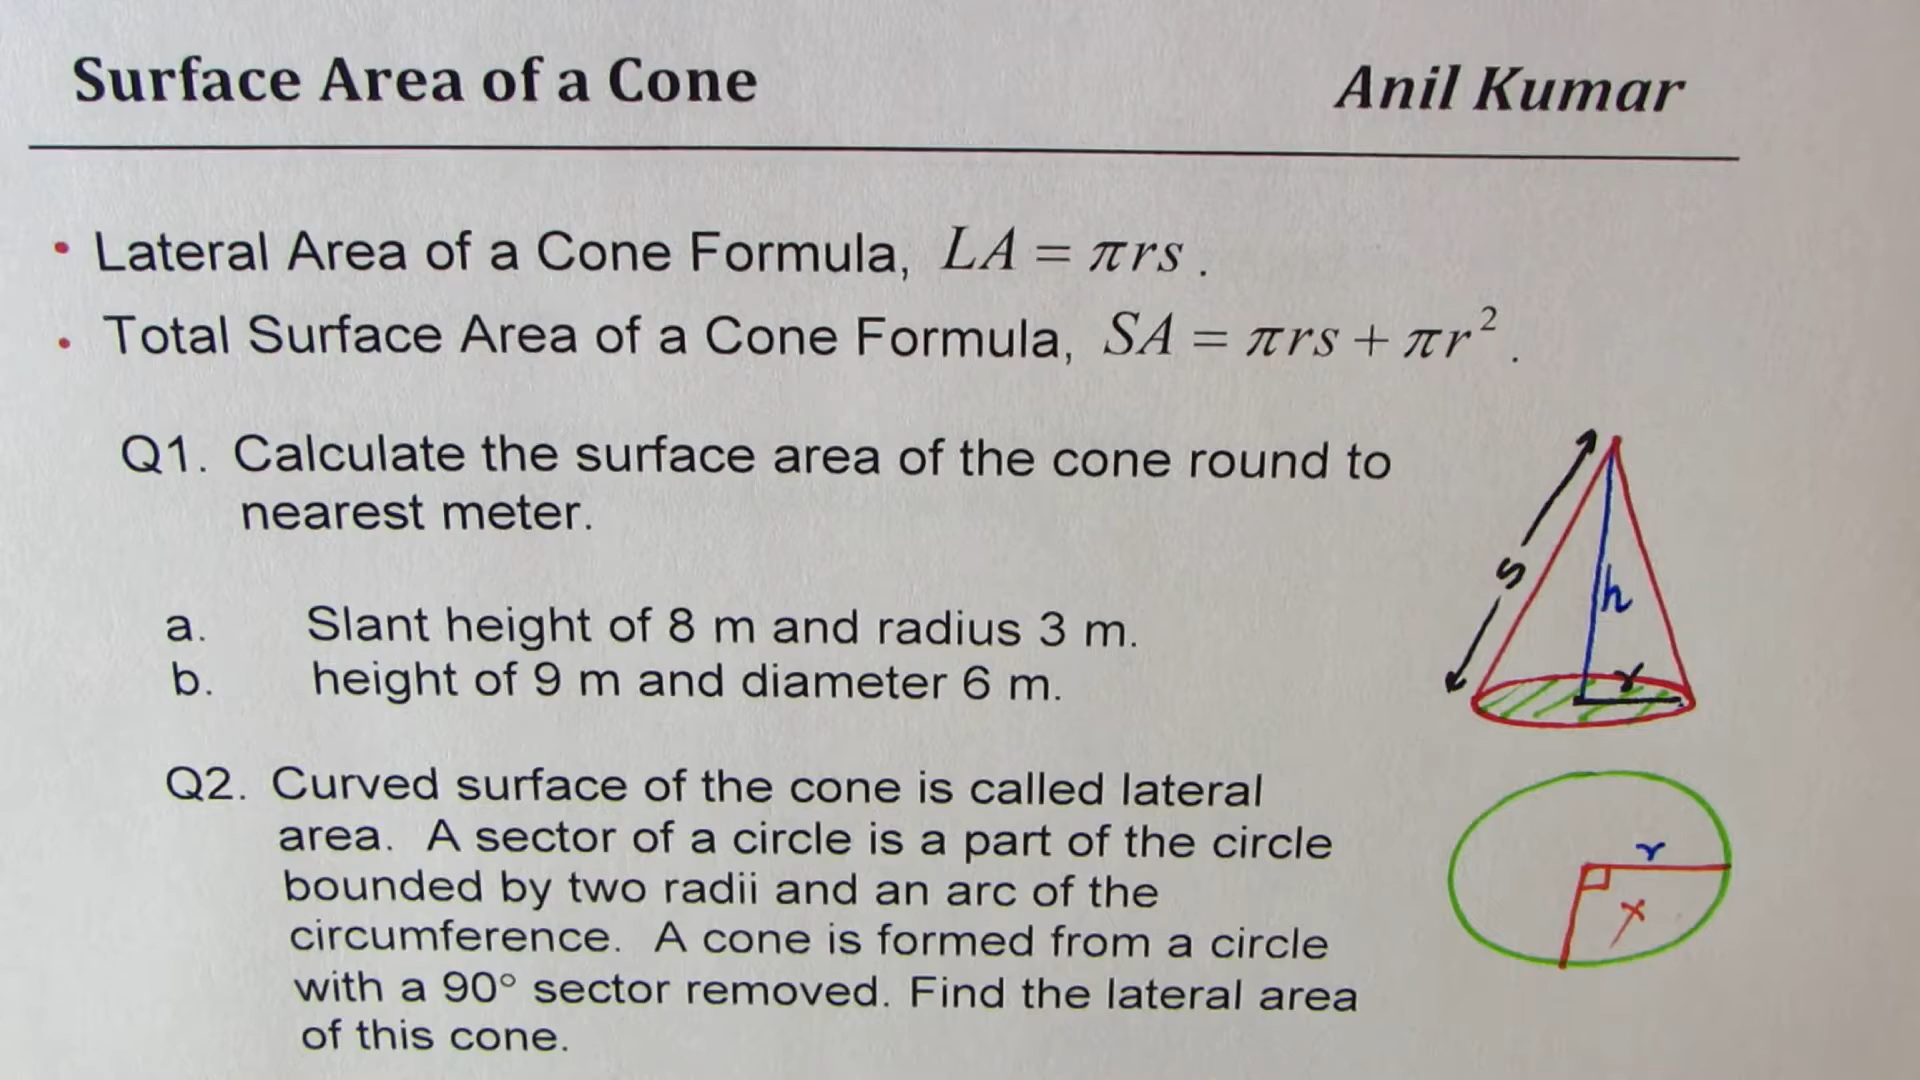 Surface Area of a Cone Anil Kumar
• Lateral Area of a Cone Formula, LA = πrs .
• Total Surface Area of a Cone Formula, SA = πrs + πr² .
Q1. Calculate the surface area of the cone round to
nearest meter.
a. Slant height of 8 m and radius 3 m.
b. height of 9 m and diameter 6 m.
s
h
r
Q2. Curved surface of the cone is called lateral
area. A sector of a circle is a part of the circle
bounded by two radii and an arc of the
circumference. A cone is formed from a circle
with a 90° sector removed. Find the lateral area
of this cone.
r
x